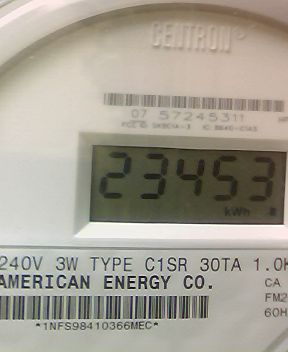 CENTRON®
07 57245311
23453
kWh
240V 3W TYPE C1SR 30TA 1.0K
AMERICAN ENERGY CO.
CA
FM2
60H
*1NFS98410366MEC*